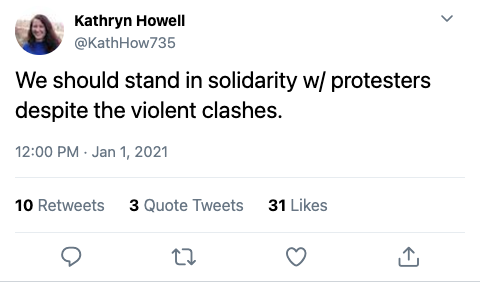 Kathryn Howell
@KathHow735
We should stand in solidarity w/ protesters
despite the violent clashes.
12:00 PM · Jan 1, 2021
10 Retweets 3 Quote Tweets 31 Likes